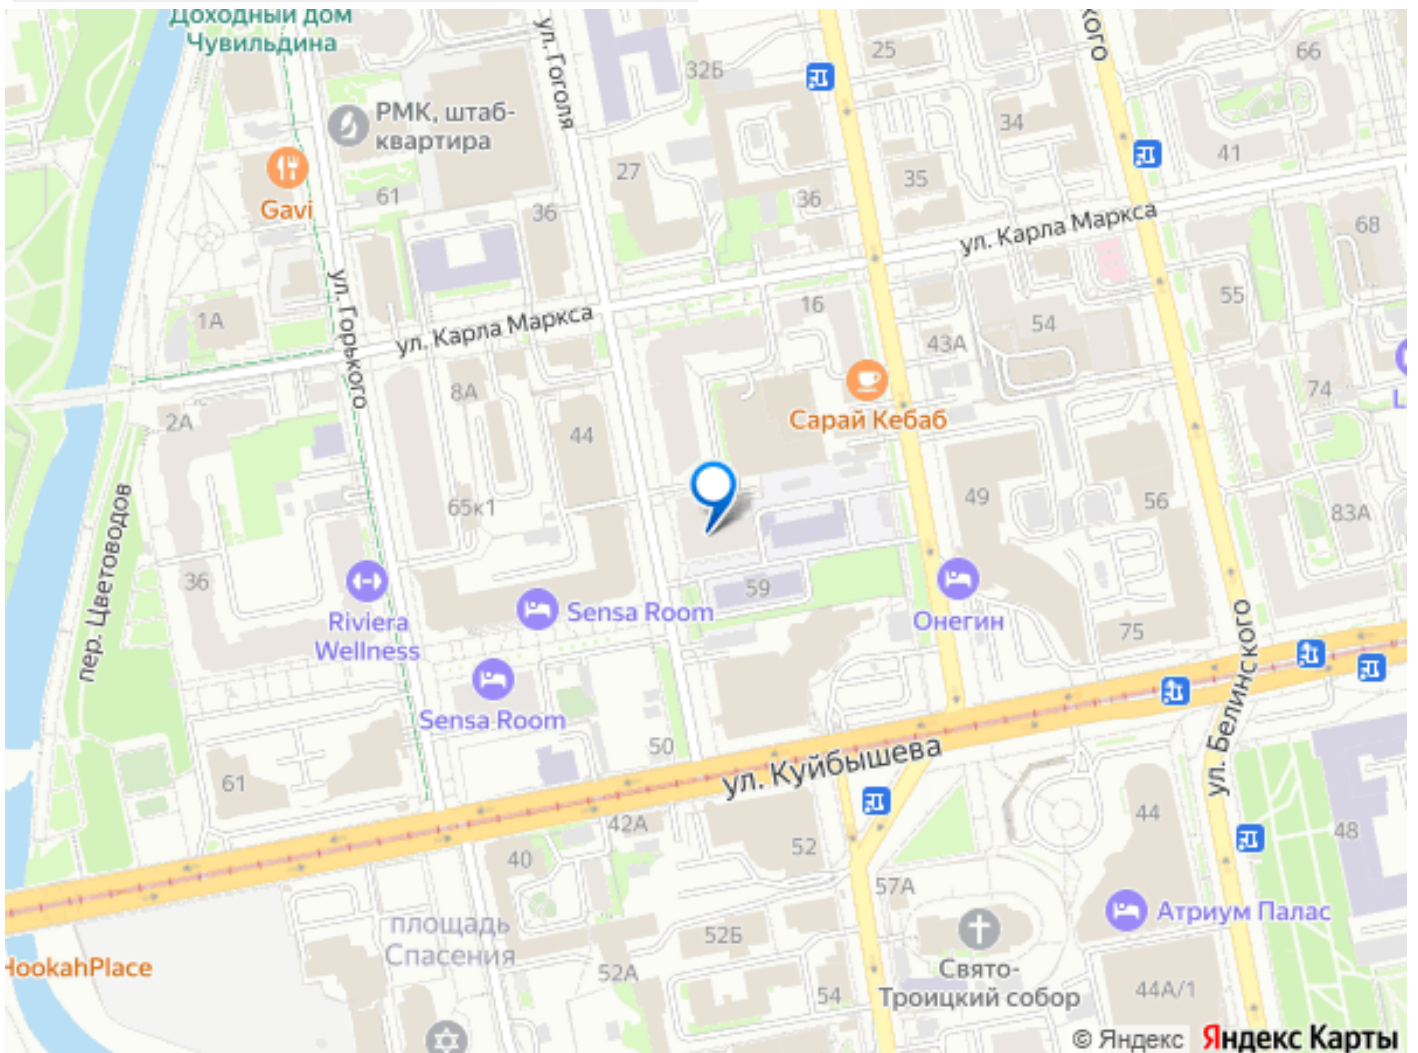 Доходный дом
Чувильдина
ул. Гоголя
32Б
25
кого
66
РМК, штаб-
квартира
34
41
27
35
Gavi
61
36
36
ул. Карла Маркса
68
ул. Горького
1А
ул. Карла Маркса
16
55
54
43А
8А
74
L
2А
Сарай Кебаб
44
49
56
65к1
83А
пер. Цветоводов
36
59
Riviera
Wellness
Sensa Room
Онегин
75
ул. Белинского
Sensa Room
50
ул. Куйбышева
61
42А
44
48
40
52
57А
площадь
Спасения
52Б
Атриум Палас
HookahPlace
52А
Свято-
Троицкий собор
54
44А/1
© Яндекс Яндекс Карты